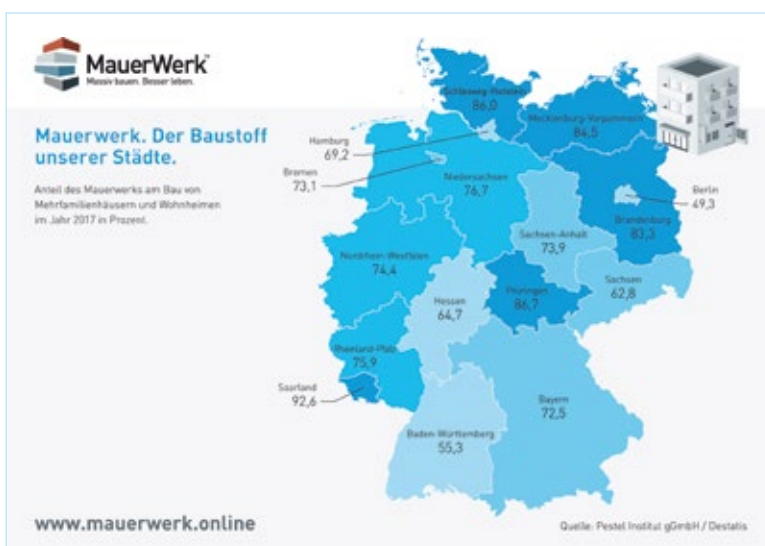 MauerWerk™
Massiv bauen. Besser leben.
Mauerwerk. Der Baustoff
unserer Städte.
Anteil des Mauerwerks am Bau von
Mehrfamilienhäusern und Wohnheimen
im Jahr 2017 in Prozent.
Schleswig-Holstein
86,0
Mecklenburg-Vorpommern
84,5
Hamburg
69,2
Bremen
73,1
Niedersachsen
76,7
Berlin
49,3
Brandenburg
83,3
Sachsen-Anhalt
73,9
Nordrhein-Westfalen
74,4
Sachsen
62,8
Thüringen
86,7
Hessen
64,7
Rheinland-Pfalz
75,9
Saarland
92,6
Bayern
72,5
Baden-Württemberg
55,3
www.mauerwerk.online
Quelle: Pestel Institut gGmbH / Destatis